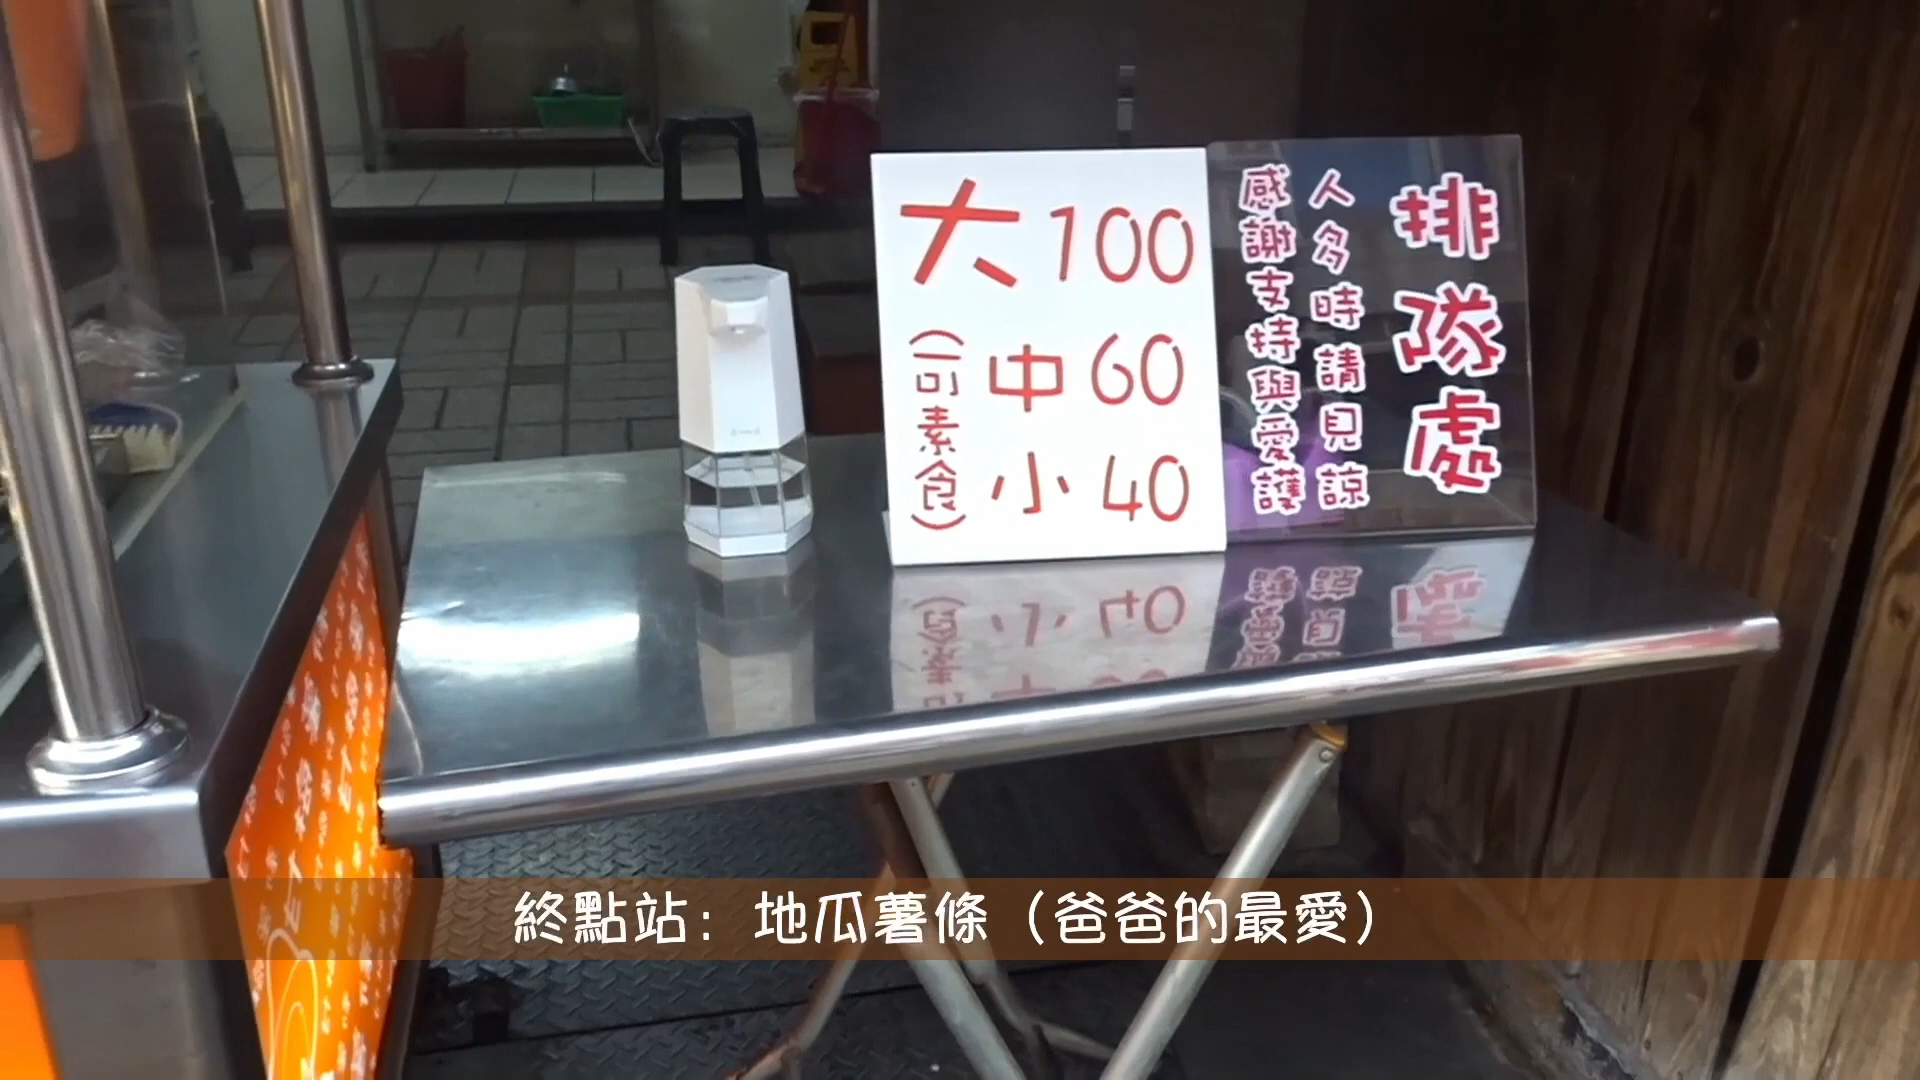 大 100
中 60
小 40
(可素食)
排隊處
人多時請見諒
感謝支持與愛護
終點站：地瓜薯條（爸爸的最愛）